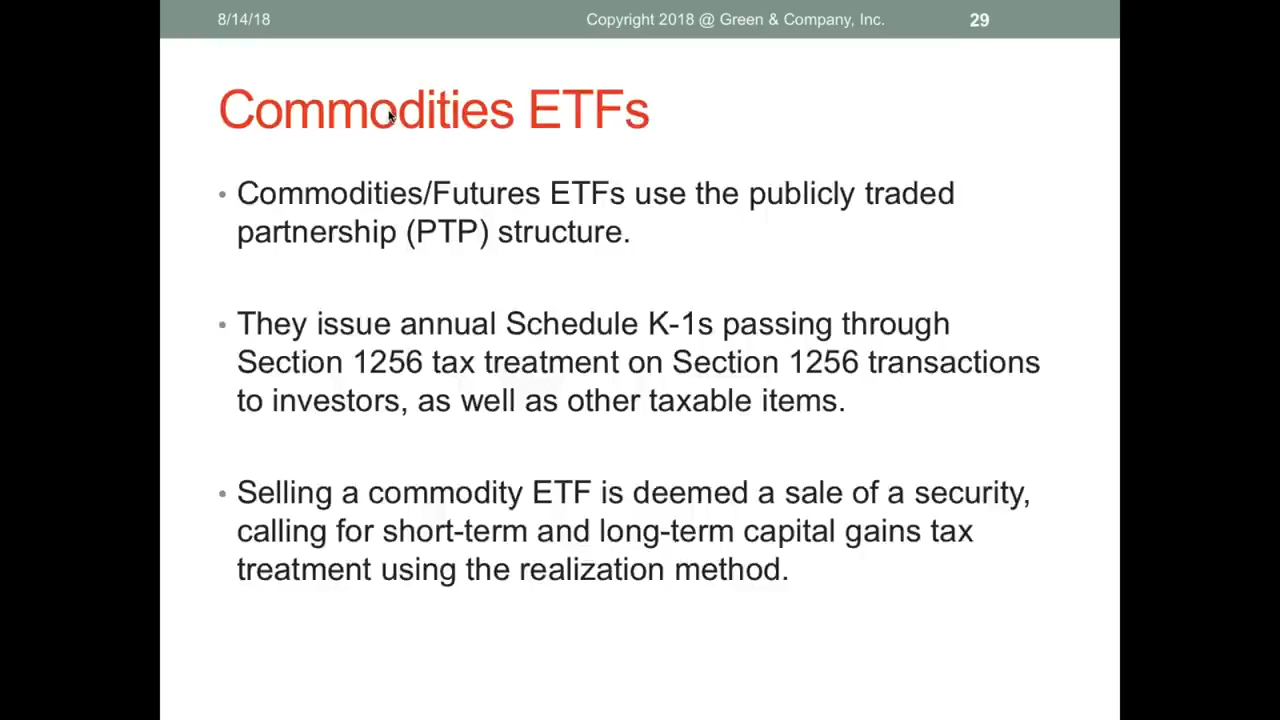 8/14/18 Copyright 2018 @ Green & Company, Inc. 29
Commodities ETFs
• Commodities/Futures ETFs use the publicly traded
partnership (PTP) structure.
• They issue annual Schedule K-1s passing through
Section 1256 tax treatment on Section 1256 transactions
to investors, as well as other taxable items.
• Selling a commodity ETF is deemed a sale of a security,
calling for short-term and long-term capital gains tax
treatment using the realization method.